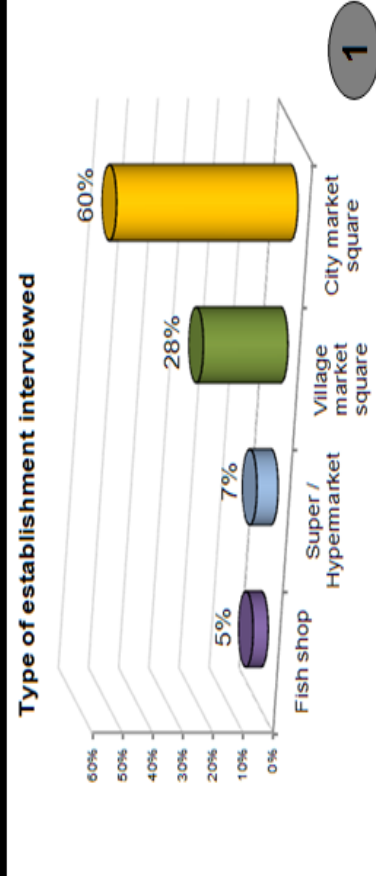 Type of establishment interviewed
60%
50%
40%
30%
20%
10%
0%
5%
7%
28%
60%
Fish shop
Super /
Hypermarket
Village
market
square
City market
square
1